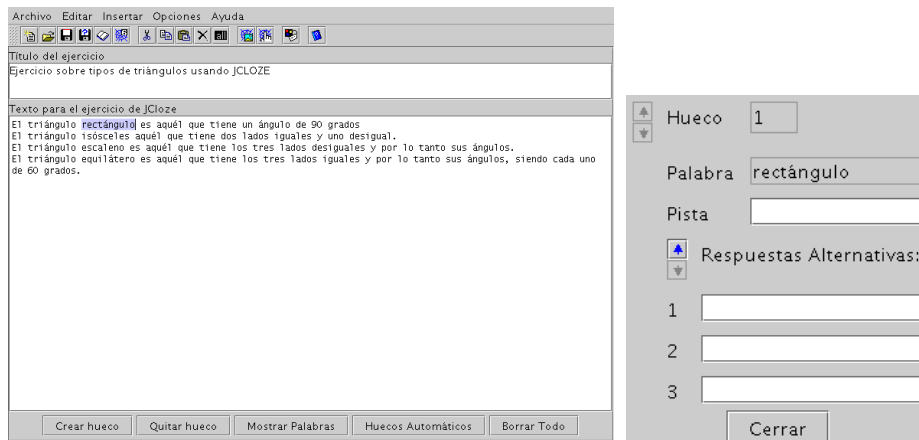 Archivo Editar Insertar Opciones Ayuda
Título del ejercicio
Ejercicio sobre tipos de triángulos usando JCLOZE
Texto para el ejercicio de JCloze
El triángulo rectángulo es aquél que tiene un ángulo de 90 grados
El triángulo isósceles aquél que tiene dos lados iguales y uno desigual.
El triángulo escaleno es aquél que tiene los tres lados desiguales y por lo tanto sus ángulos.
El triángulo equilátero es aquél que tiene los tres lados iguales y por lo tanto sus ángulos, siendo cada uno
de 60 grados.
Crear hueco Quitar hueco Mostrar Palabras Huecos Automáticos Borrar Todo
Hueco 1
Palabra rectángulo
Pista
Respuestas Alternativas:
1
2
3
Cerrar